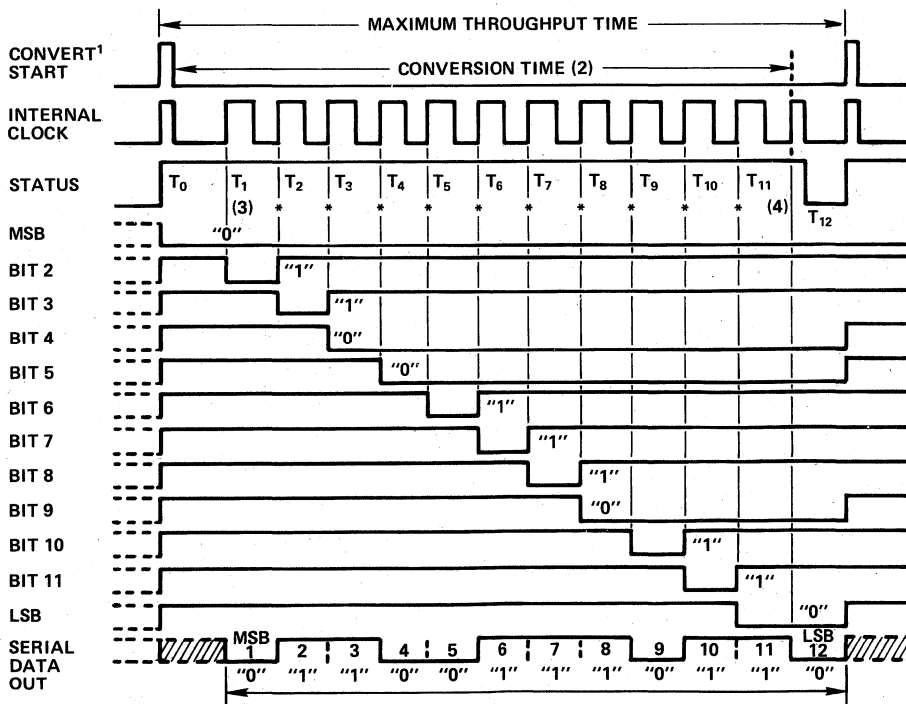 MAXIMUM THROUGHPUT TIME
CONVERT¹
START
CONVERSION TIME (2)
INTERNAL
CLOCK
STATUS
T₀ T₁ T₂ T₃ T₄ T₅ T₆ T₇ T₈ T₉ T₁₀ T₁₁
(3) * * * * * * * * * * (4) T₁₂
MSB "0"
BIT 2 "1"
BIT 3 "1"
BIT 4 "0"
BIT 5 "0"
BIT 6 "1"
BIT 7 "1"
BIT 8 "1"
BIT 9 "0"
BIT 10 "1"
BIT 11 "1"
LSB "0"
SERIAL
DATA
OUT
MSB LSB
1 2 3 4 5 6 7 8 9 10 11 12
"0" "1" "1" "0" "0" "1" "1" "1" "0" "1" "1" "0"